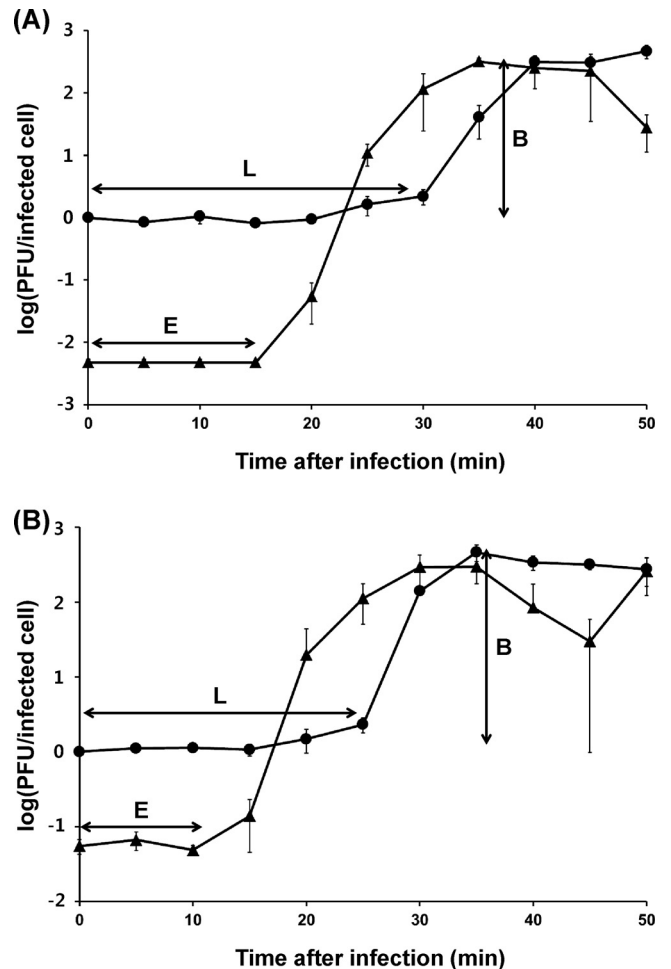 (A)
log(PFU/infected cell)
3
2
1
0
-1
-2
-3
L
E
B
0 10 20 30 40 50
Time after infection (min)
(B)
log(PFU/infected cell)
3
2
1
0
-1
-2
L
E
B
0 10 20 30 40 50
Time after infection (min)